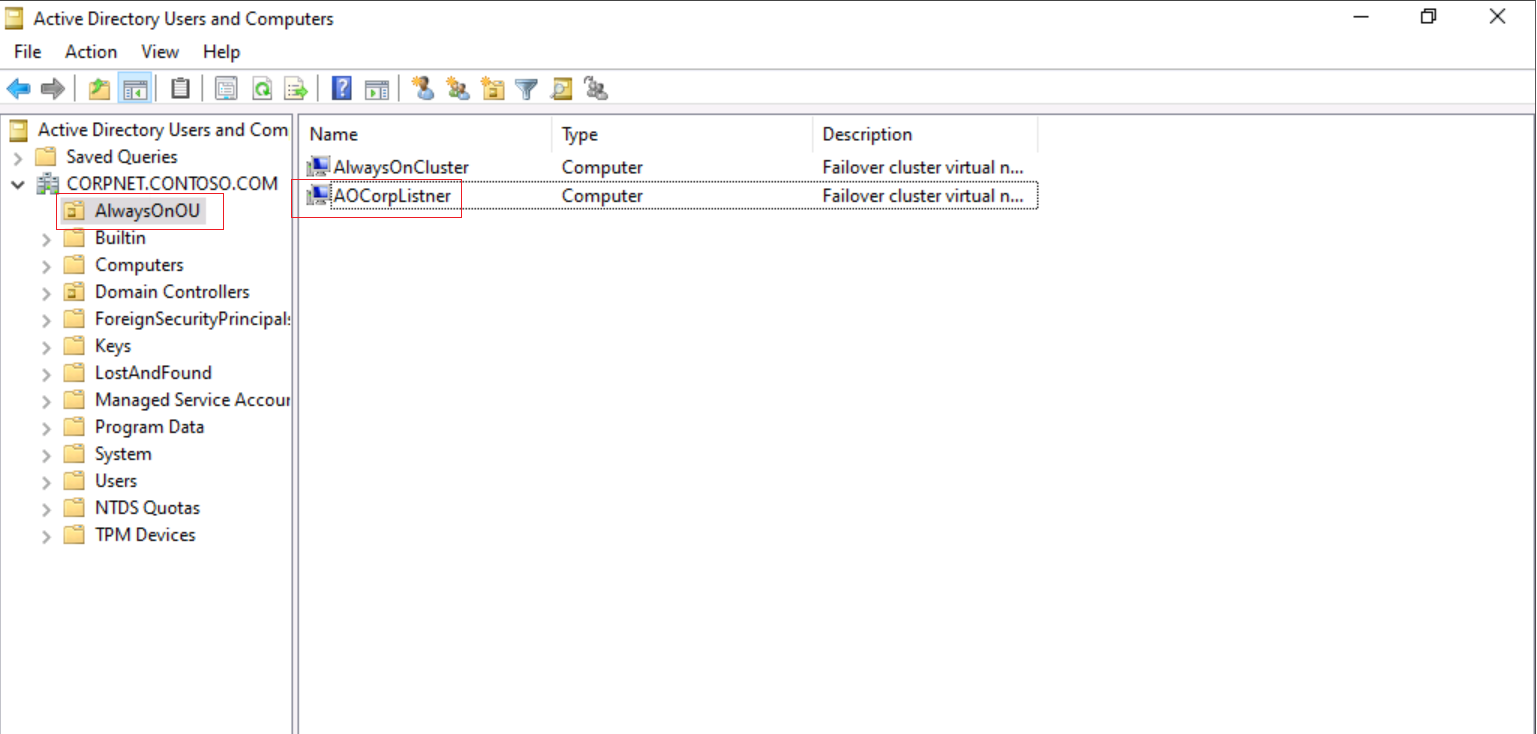 Active Directory Users and Computers
File Action View Help
Active Directory Users and Com
Saved Queries
CORPNET.CONTOSO.COM
AlwaysOnOU
Builtin
Computers
Domain Controllers
ForeignSecurityPrincipals
Keys
LostAndFound
Managed Service Accour
Program Data
System
Users
NTDS Quotas
TPM Devices
Name Type Description
AlwaysOnCluster Computer Failover cluster virtual n...
AOCorpListner Computer Failover cluster virtual n...